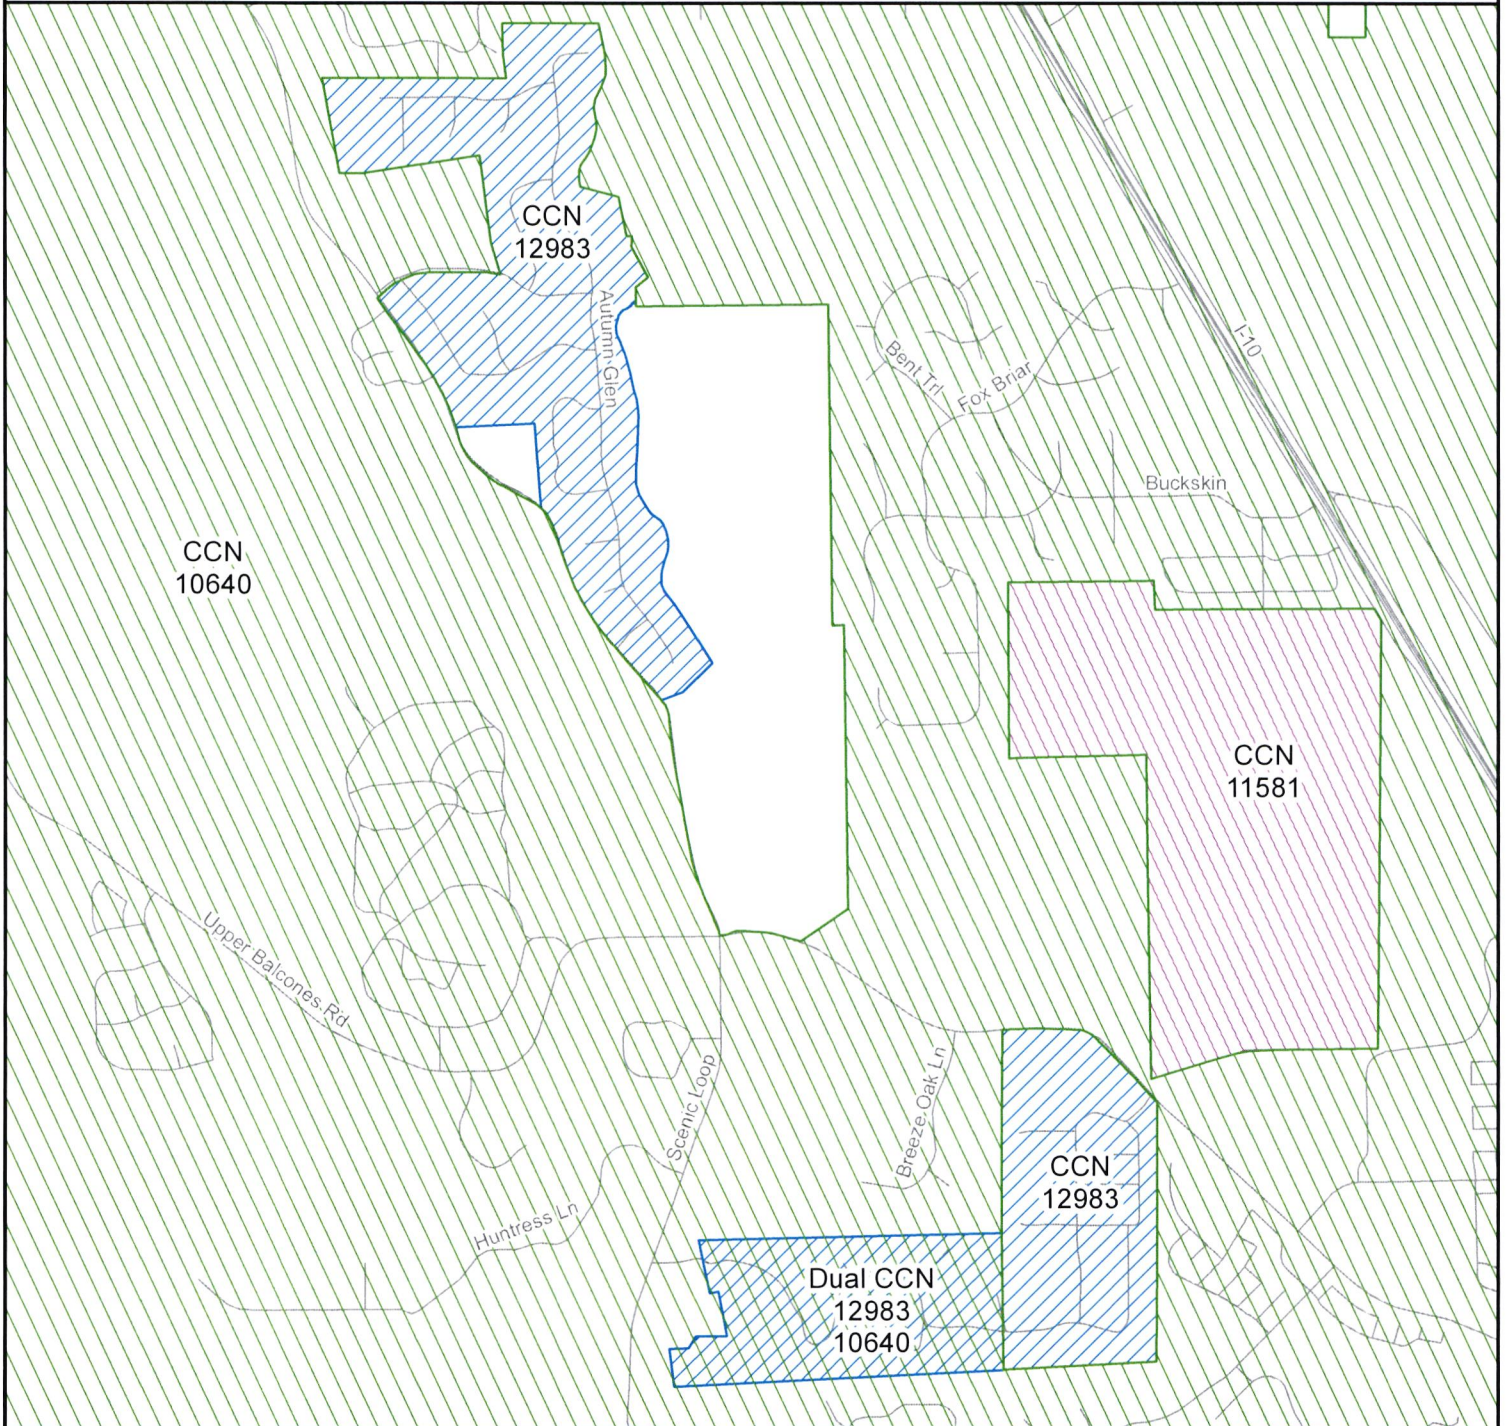 CCN
12983
Autumn Glen
I-10
Bent Trl
Fox Briar
Buckskin
CCN
10640
CCN
11581
Upper Balcones Rd
Scenic Loop
Breeze Oak Ln
CCN
12983
Huntress Ln
Dual CCN
12983
10640